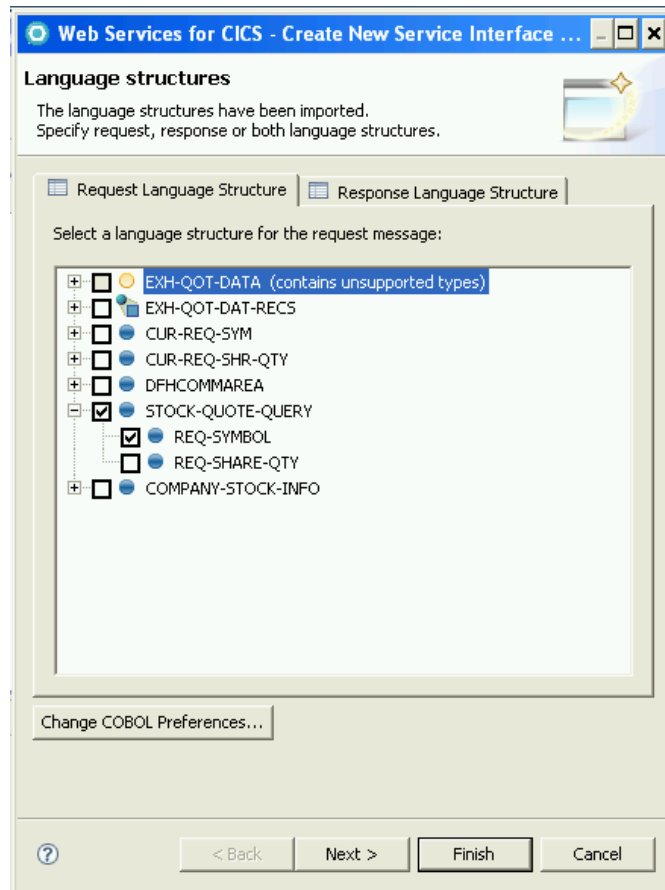 Web Services for CICS - Create New Service Interface ...
Language structures
The language structures have been imported.
Specify request, response or both language structures.
Request Language Structure
Response Language Structure
Select a language structure for the request message:
EXH-QOT-DATA (contains unsupported types)
EXH-QOT-DAT-RECS
CUR-REQ-SYM
CUR-REQ-SHR-QTY
DFHCOMMAREA
STOCK-QUOTE-QUERY
REQ-SYMBOL
REQ-SHARE-QTY
COMPANY-STOCK-INFO
Change COBOL Preferences...
< Back
Next >
Finish
Cancel